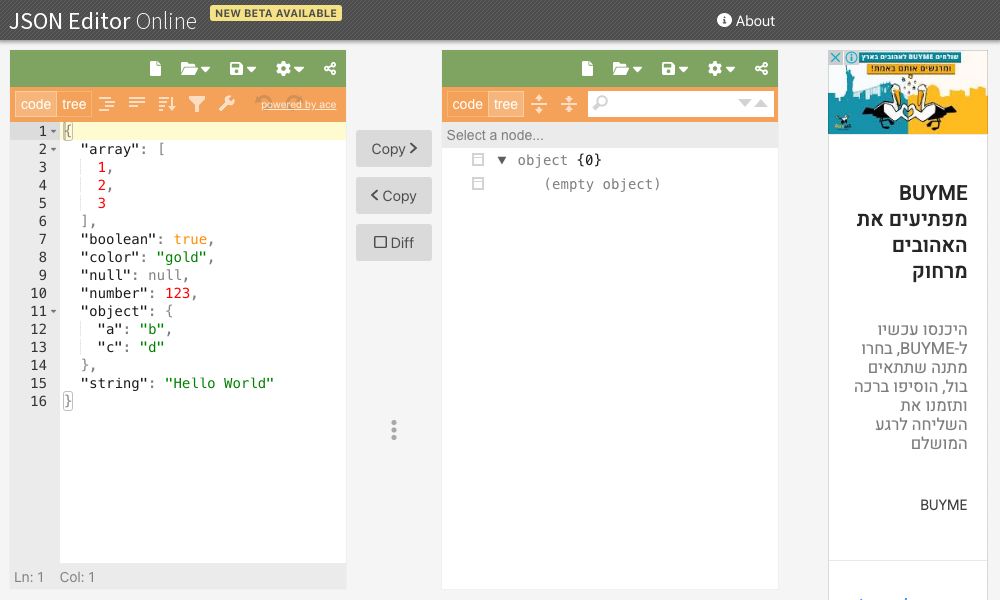 JSON Editor Online
NEW BETA AVAILABLE
About
code
tree
powered by ace
1 {
2 "array": [
3 1,
4 2,
5 3
6 ],
7 "boolean": true,
8 "color": "gold",
9 "null": null,
10 "number": 123,
11 "object": {
12 "a": "b",
13 "c": "d"
14 },
15 "string": "Hello World"
16 }
Ln: 1 Col: 1
Copy >
< Copy
Diff
code
tree
Select a node...
object {0}
(empty object)
שולחים BUYME לאהובים בארץ
ומרגשים אותם באמת!
BUYME
מפתיעים את
האהובים
מרחוק
היכנסו עכשיו
ל-BUYME, בחרו
מתנה שתתאים
בול, הוסיפו ברכה
ותזמנו את
השליחה לרגע
המושלם
BUYME